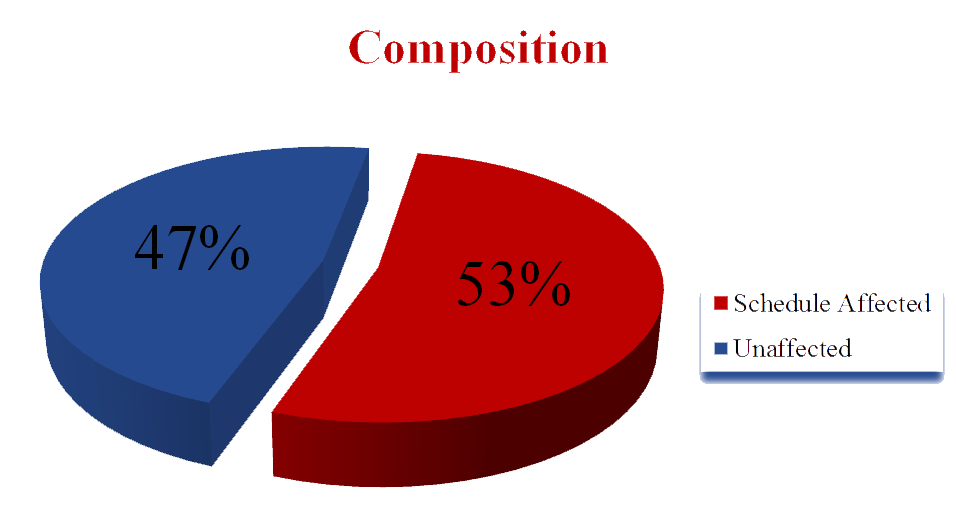 Composition
47%
53%
Schedule Affected
Unaffected